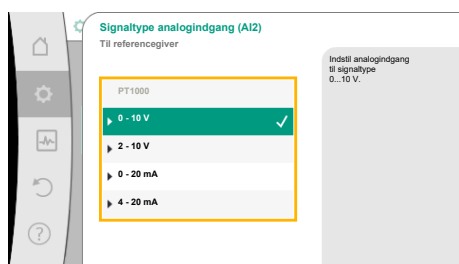 Signaltype analogindgang (AI2)
Til referencegiver
Indstil analogindgang
til signaltype
0...10 V.
PT1000
0 - 10 V
2 - 10 V
0 - 20 mA
4 - 20 mA
?